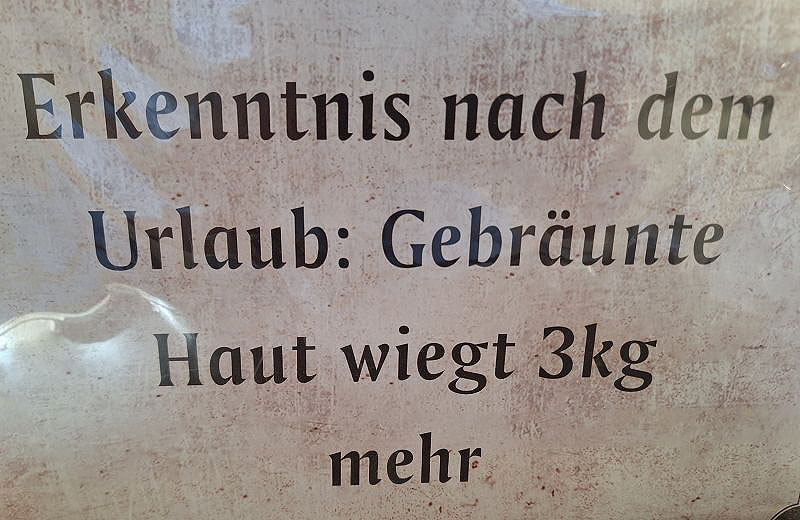 Erkenntnis nach dem
Urlaub: Gebräunte
Haut wiegt 3kg
mehr